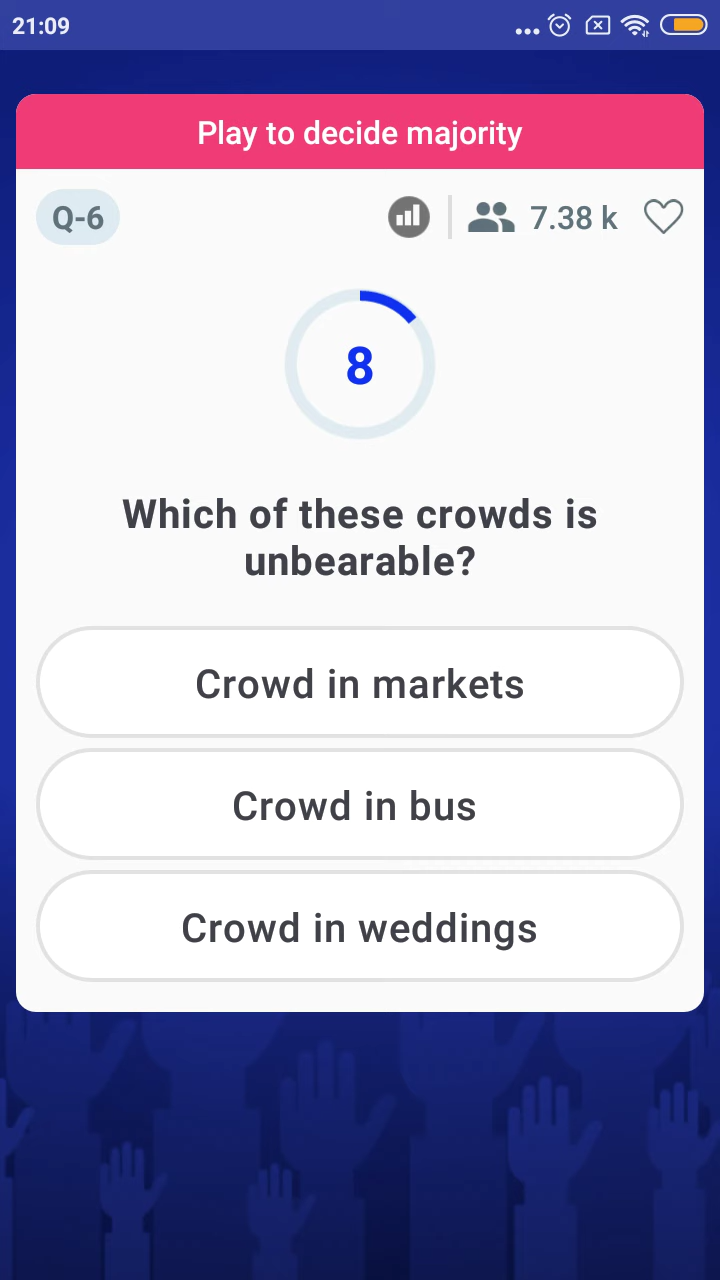 21:09
Play to decide majority
Q-6
7.38 k
8
Which of these crowds is
unbearable?
Crowd in markets
Crowd in bus
Crowd in weddings